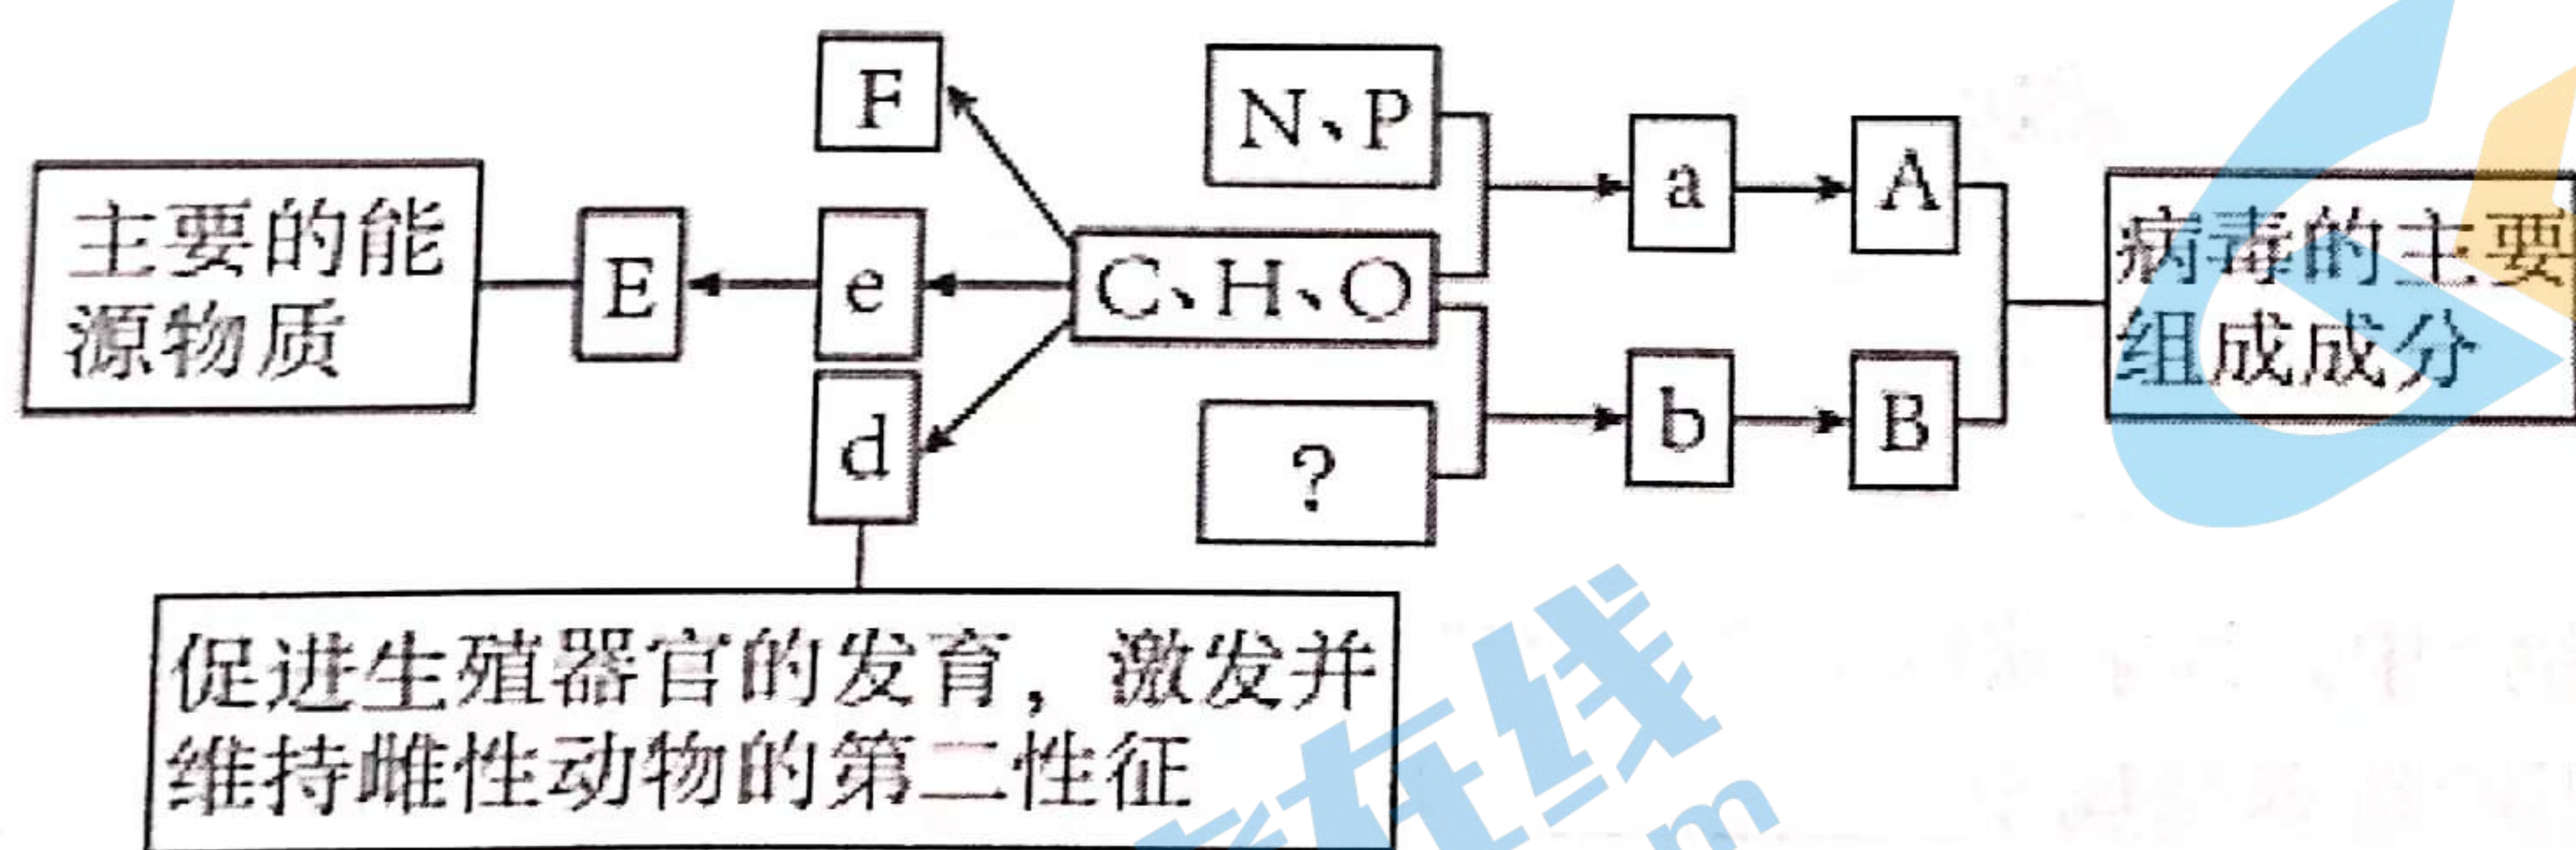 F
N、P
a
A
主要的能
源物质
E
e
C、H、O
病毒的主要
组成成分
d
?
b
B
促进生殖器官的发育，激发并
维持雌性动物的第二性征
在线
m